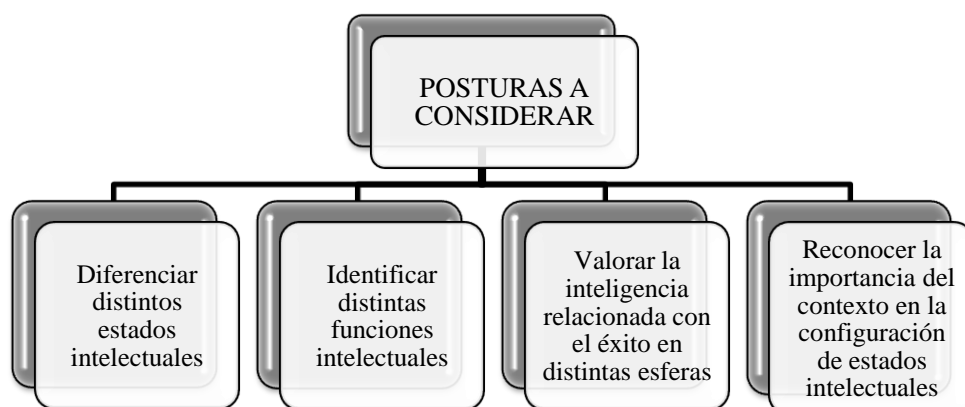 POSTURAS A
CONSIDERAR
Diferenciar
distintos
estados
intelectuales
Identificar
distintas
funciones
intelectuales
Valorar la
inteligencia
relacionada con
el éxito en
distintas esferas
Reconocer la
importancia del
contexto en la
configuración
de estados
intelectuales